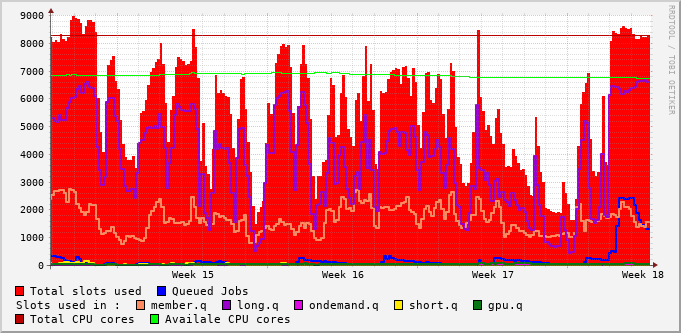 9000
8000
7000
6000
5000
4000
3000
2000
1000
0
Week 15 Week 16 Week 17 Week 18
RRDTOOL / TOBI OETIKER
Total slots used Queued Jobs
Slots used in : member.q long.q ondemand.q short.q gpu.q
Total CPU cores Availale CPU cores